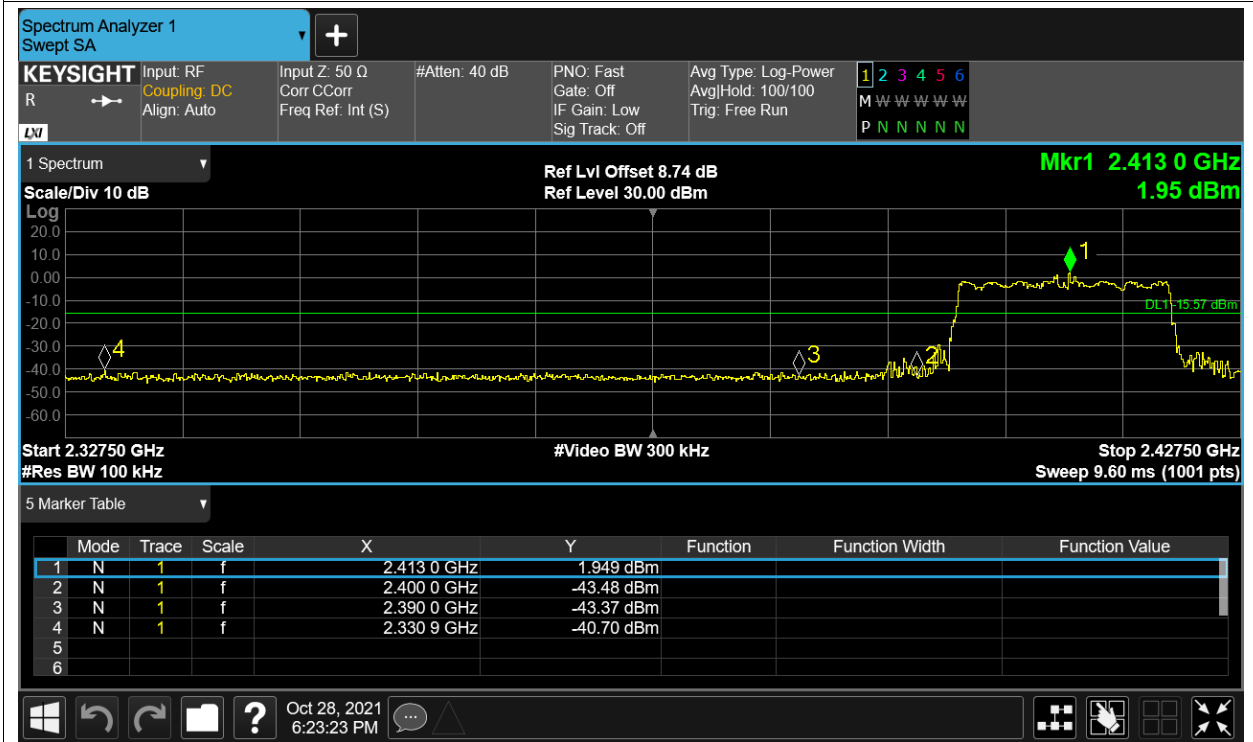 Spectrum Analyzer 1
Swept SA
KEYSIGHT
R
LXI
Input: RF
Coupling: DC
Align: Auto
Input Z: 50 Ω
Corr CCorr
Freq Ref: Int (S)
#Atten: 40 dB
PNO: Fast
Gate: Off
IF Gain: Low
Sig Track: Off
Avg Type: Log-Power
Avg|Hold: 100/100
Trig: Free Run
1 2 3 4 5 6
M W W W W W
P N N N N N
1 Spectrum
Scale/Div 10 dB
Ref Lvl Offset 8.74 dB
Ref Level 30.00 dBm
Mkr1 2.413 0 GHz
1.95 dBm
Log
20.0
10.0
0.00
-10.0
-20.0
-30.0
-40.0
-50.0
-60.0
1
DL1 -15.57 dBm
4
3
2
Start 2.32750 GHz
#Res BW 100 kHz
#Video BW 300 kHz
Stop 2.42750 GHz
Sweep 9.60 ms (1001 pts)
5 Marker Table
Mode Trace Scale X Y Function Function Width Function Value
1 N 1 f 2.413 0 GHz 1.949 dBm
2 N 1 f 2.400 0 GHz -43.48 dBm
3 N 1 f 2.390 0 GHz -43.37 dBm
4 N 1 f 2.330 9 GHz -40.70 dBm
5
6
?
Oct 28, 2021
6:23:23 PM